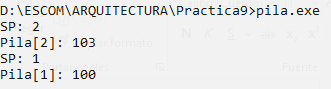 D:\ESCOM\ARQUITECTURA\Practica9>pila.exe
SP: 2
Pila[2]: 103
SP: 1
Pila[1]: 100